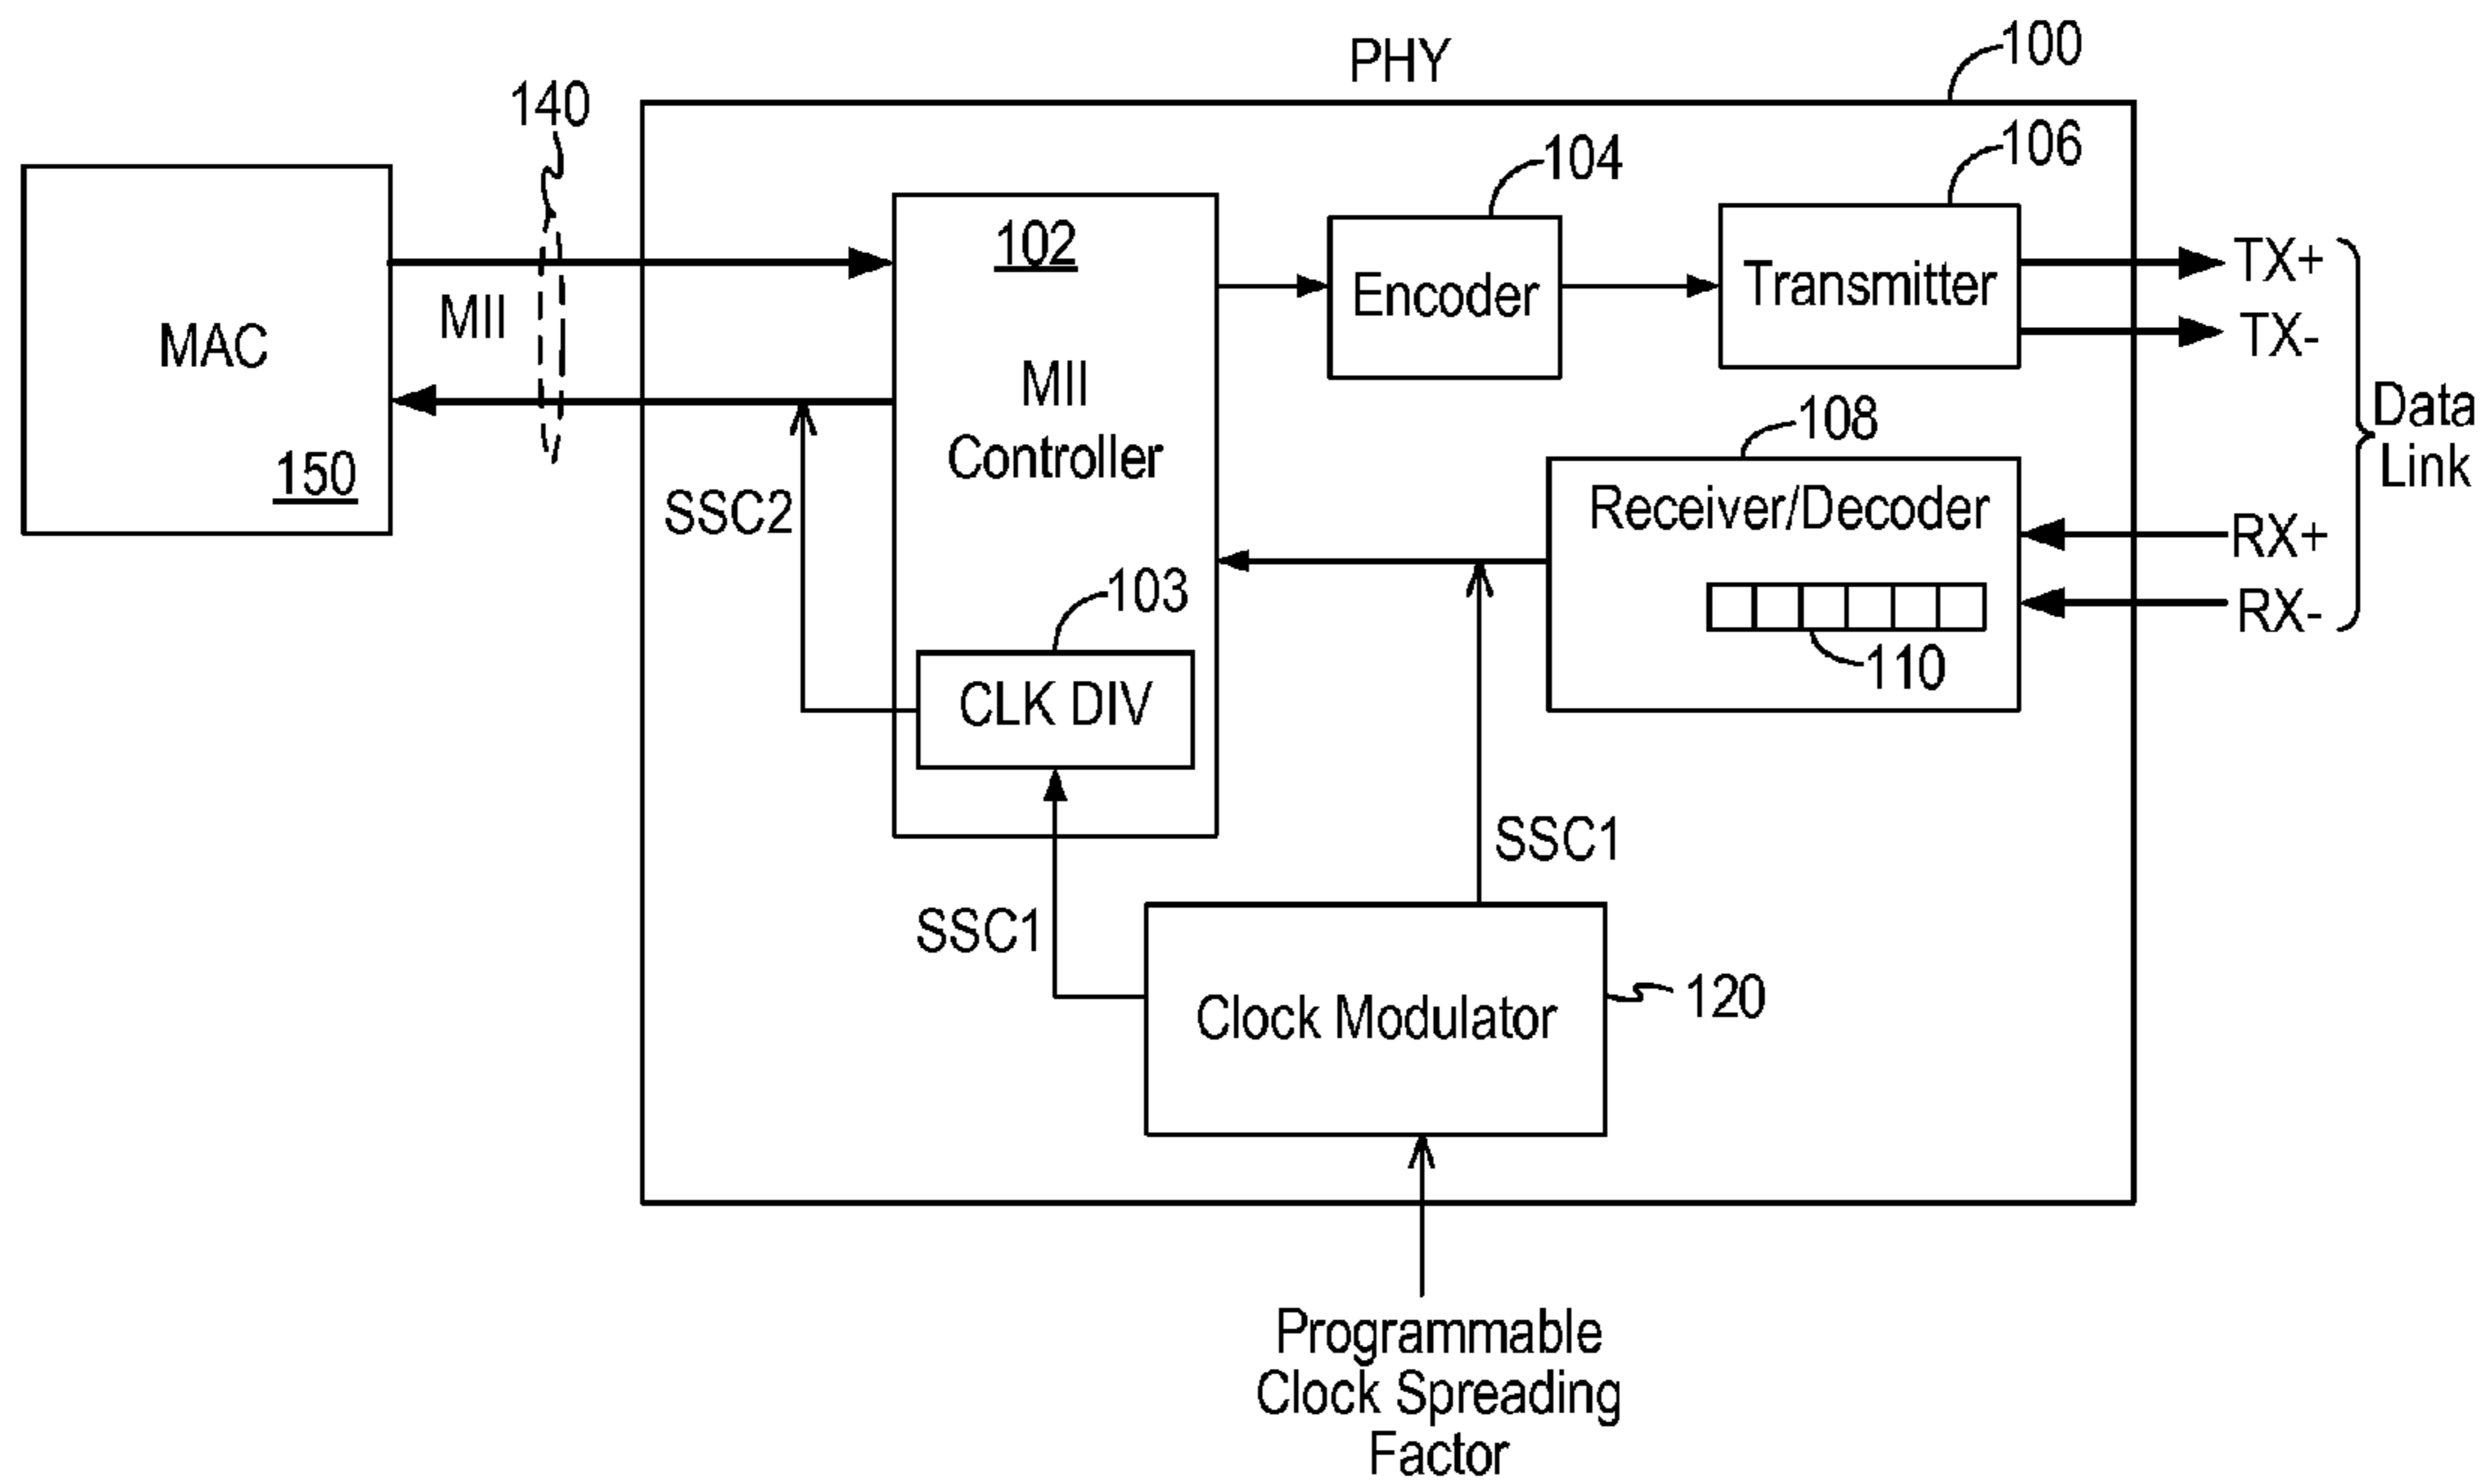 PHY
100
140
104
106
102
MAC
MII
150
MII
Controller
Encoder
Transmitter
TX+
TX-
Data
Link
108
Receiver/Decoder
RX+
RX-
110
SSC2
103
CLK DIV
SSC1
SSC1
Clock Modulator
120
Programmable
Clock Spreading
Factor